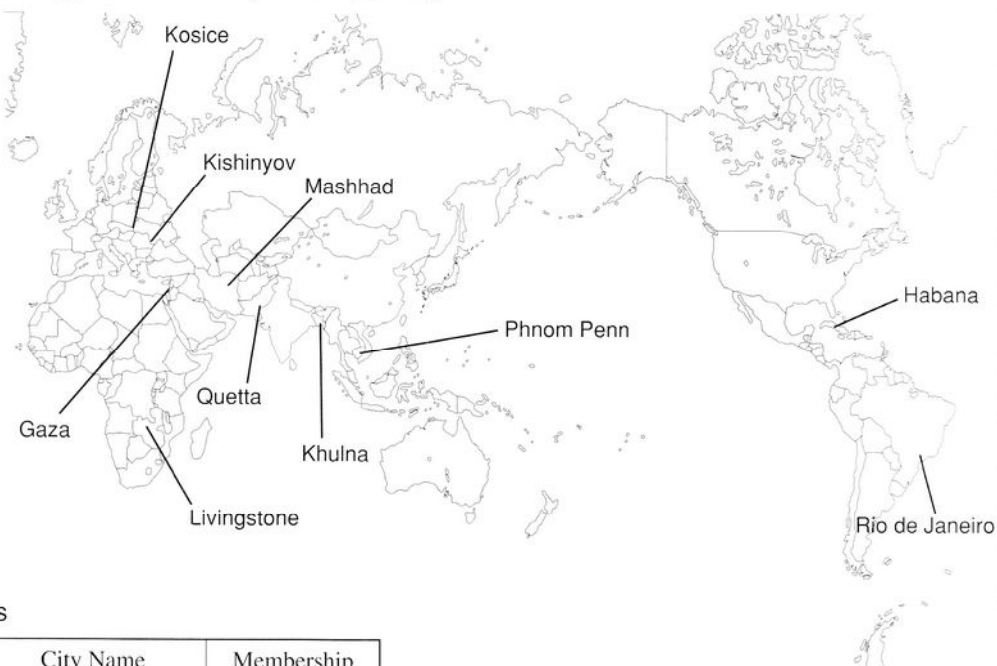 Kosice
Kishinyov
Mashhad
Habana
Phnom Penn
Quetta
Gaza
Khulna
Livingstone
Rio de Janeiro
s
City Name Membership